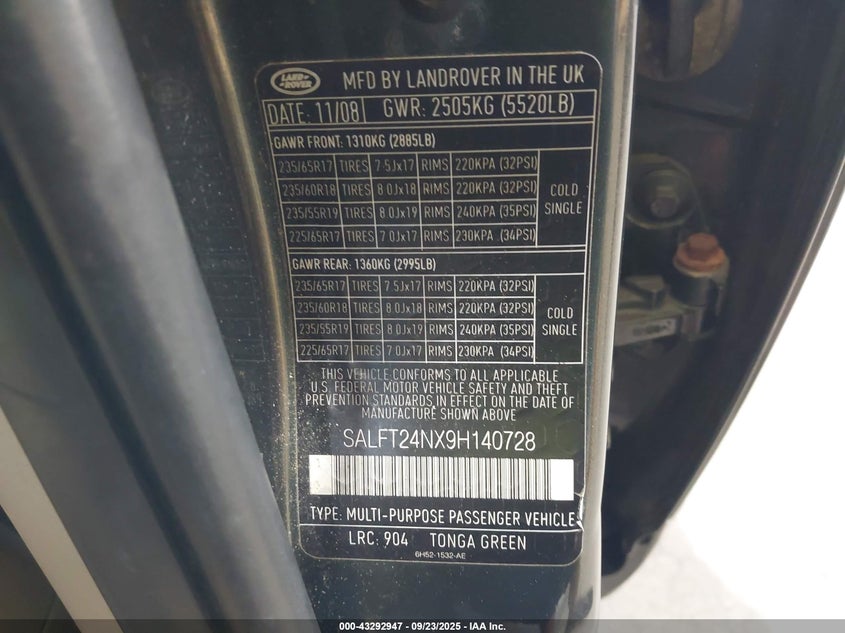 LAND ROVER MFD BY LANDROVER IN THE UK
DATE: 11/08 GWR: 2505KG (5520LB)
GAWR FRONT: 1310KG (2885LB)
235/65R17 TIRES 7.5Jx17 RIMS 220KPA (32PSI)
235/60R18 TIRES 8.0Jx18 RIMS 220KPA (32PSI)
235/55R19 TIRES 8.0Jx19 RIMS 240KPA (35PSI)
225/65R17 TIRES 7.0Jx17 RIMS 230KPA (34PSI)
COLD
SINGLE
GAWR REAR: 1360KG (2995LB)
235/65R17 TIRES 7.5Jx17 RIMS 220KPA (32PSI)
235/60R18 TIRES 8.0Jx18 RIMS 220KPA (32PSI)
235/55R19 TIRES 8.0Jx19 RIMS 240KPA (35PSI)
225/65R17 TIRES 7.0Jx17 RIMS 230KPA (34PSI)
COLD
SINGLE
THIS VEHICLE CONFORMS TO ALL APPLICABLE
U.S. FEDERAL MOTOR VEHICLE SAFETY AND THEFT
PREVENTION STANDARDS IN EFFECT ON THE DATE OF
MANUFACTURE SHOWN ABOVE
SALFT24NX9H140728
TYPE: MULTI-PURPOSE PASSENGER VEHICLE
LRC: 904 TONGA GREEN
6H52-1532-AE
000-43292947 - 09/23/2025 - IAA Inc.